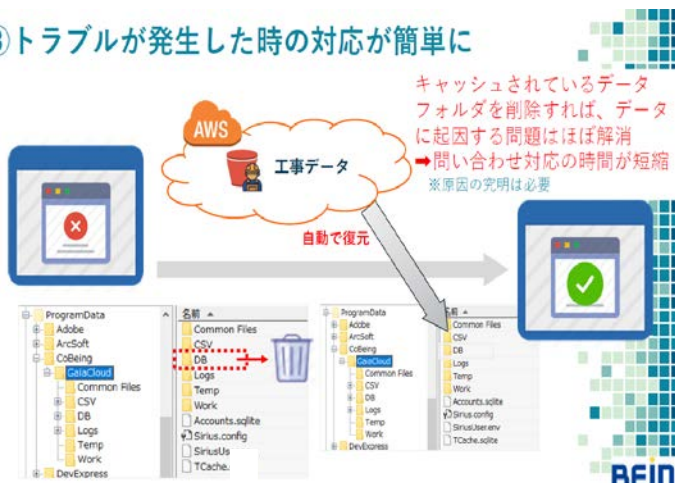 ③トラブルが発生した時の対応が簡単に
キャッシュされているデータ
フォルダを削除すれば、データ
に起因する問題はほぼ解消
➡問い合わせ対応の時間が短縮
※原因の究明は必要
AWS
工事データ
自動で復元
ProgramData
Adobe
ArcSoft
CoBeing
GaiaCloud
Common Files
CSV
DB
Logs
Temp
Work
DevExpress
名前
Common Files
CSV
DB
Logs
Temp
Work
Accounts.sqlite
Sirius.config
SiriusUs
TCache.
ProgramData
Adobe
ArcSoft
CoBeing
GaiaCloud
Common Files
CSV
DB
Logs
Temp
Work
DevExpress
名前
Common Files
CSV
DB
Logs
Temp
Work
Accounts.sqlite
Sirius.config
SiriusUser.env
TCache.sqlite
BEIN